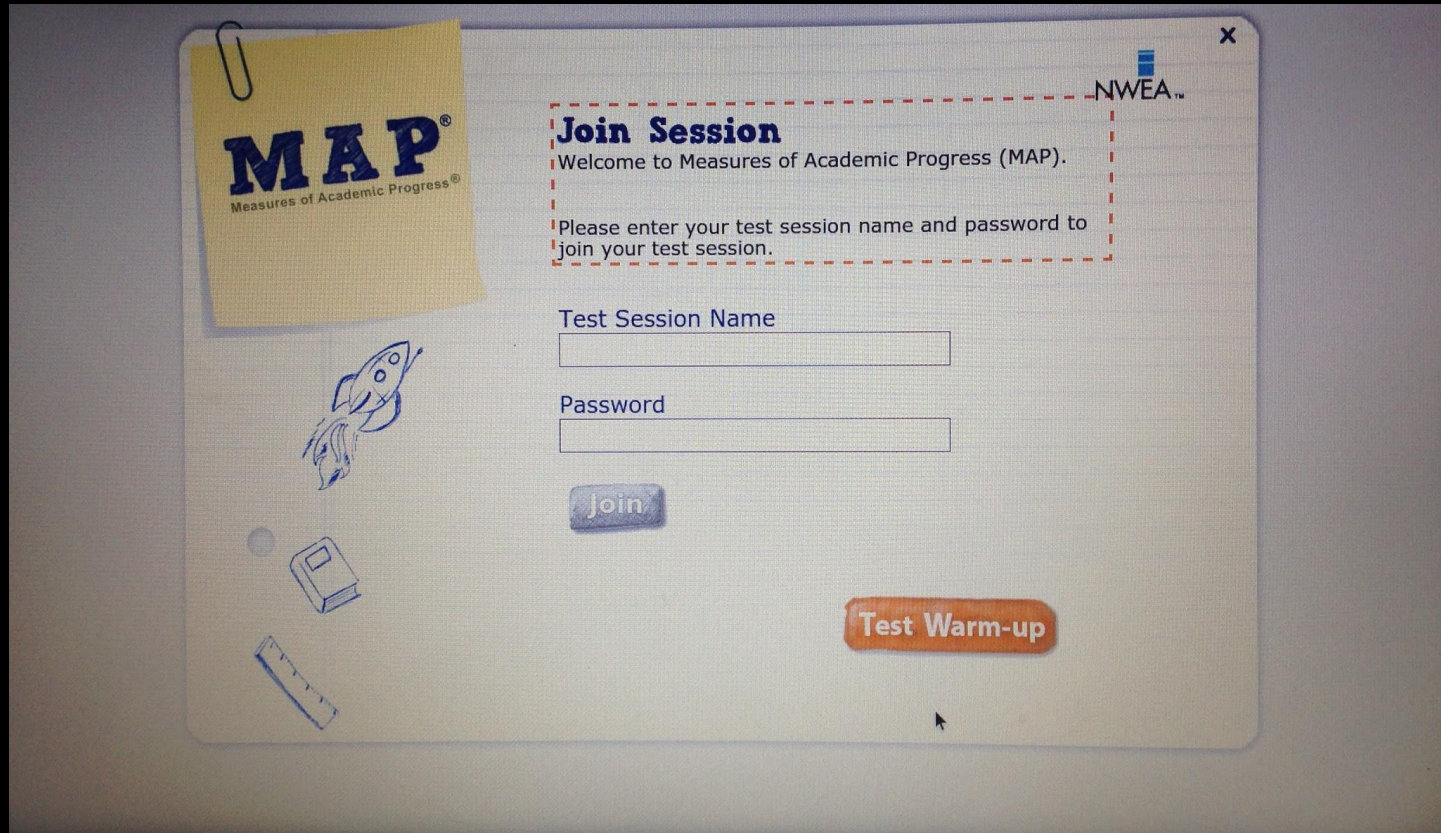 X
NWEA™
MAP®
Measures of Academic Progress®
Join Session
Welcome to Measures of Academic Progress (MAP).
Please enter your test session name and password to
join your test session.
Test Session Name
Password
Join
Test Warm-up